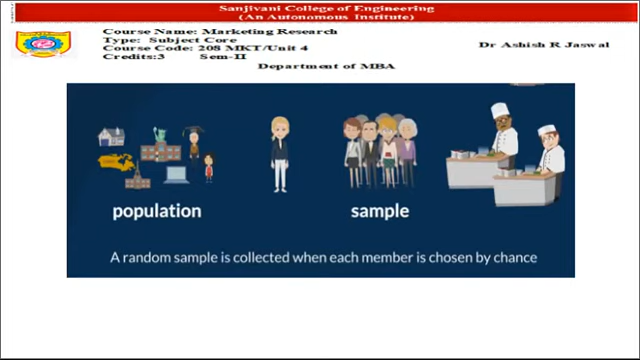 Sanjivani College of Engineering
(An Autonomous Institute)
Course Name: Marketing Research
Type: Subject Core
Course Code: 208 MKT/Unit 4
Dr Ashish R Jaswal
Credits:3 Sem-II
Department of MBA
population
sample
A random sample is collected when each member is chosen by chance